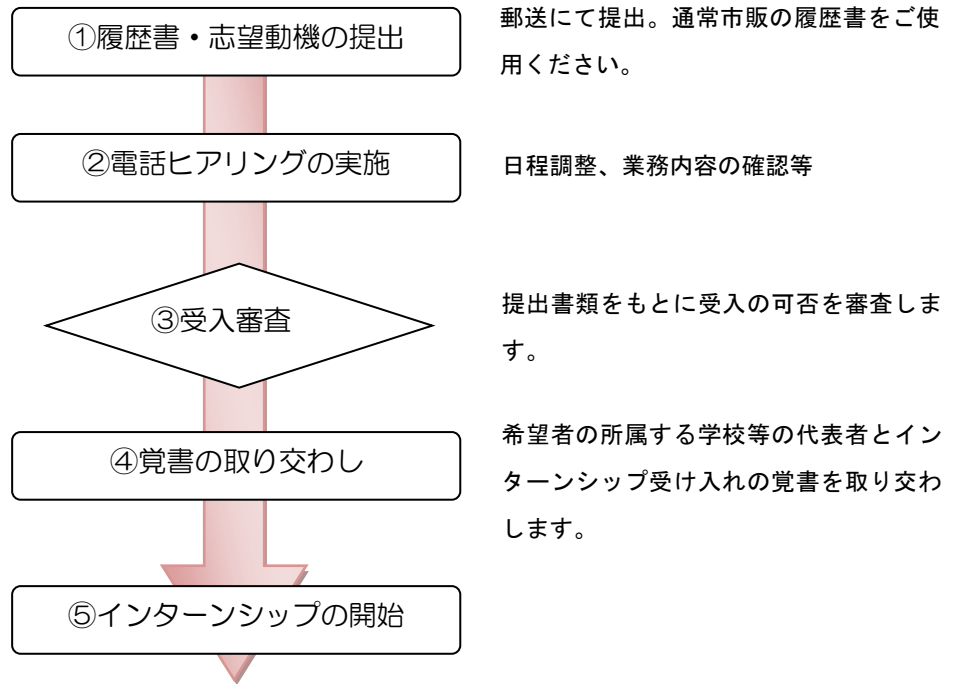 ①履歴書・志望動機の提出
郵送にて提出。通常市販の履歴書をご使
用ください。
②電話ヒアリングの実施
日程調整、業務内容の確認等
③受入審査
提出書類をもとに受入の可否を審査しま
す。
④覚書の取り交わし
希望者の所属する学校等の代表者とイン
ターンシップ受け入れの覚書を取り交わ
します。
⑤インターンシップの開始